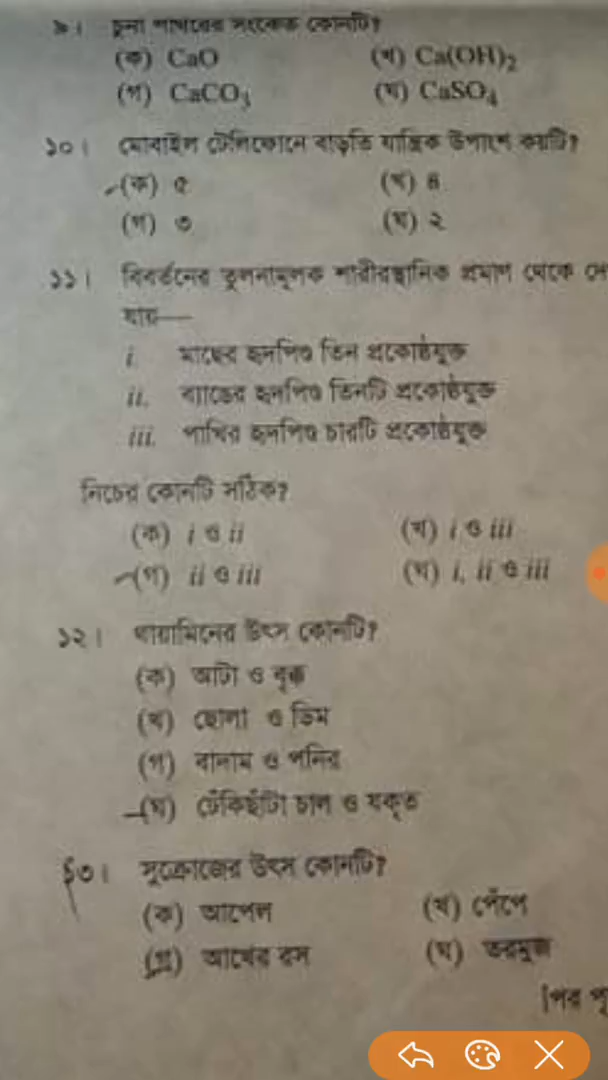 ৯। চুনা পাথরের সংকেত কোনটি?
(ক) CaO (খ) Ca(OH)₂
(গ) CaCO₃ (ঘ) CaSO₄
১০। মোবাইল টেলিফোনে বাড়তি যান্ত্রিক উপাংশ কয়টি?
(ক) ৫ (খ) ৪
(গ) ৩ (ঘ) ২
১১। বিবর্তনের তুলনামূলক শারীরস্থানিক প্রমাণ থেকে দে
যায়—
i. মাছের হৃদপিণ্ড তিন প্রকোষ্ঠযুক্ত
ii. ব্যাঙের হৃদপিণ্ড তিনটি প্রকোষ্ঠযুক্ত
iii. পাখির হৃদপিণ্ড চারটি প্রকোষ্ঠযুক্ত
নিচের কোনটি সঠিক?
(ক) i ও ii (খ) i ও iii
(গ) ii ও iii (ঘ) i, ii ও iii
১২। থায়ামিনের উৎস কোনটি?
(ক) আটা ও বৃক্ক
(খ) ছোলা ও ডিম
(গ) বাদাম ও পনির
(ঘ) ঢেঁকিছাঁটা চাল ও যকৃত
১৩। সুক্রোজের উৎস কোনটি?
(ক) আপেল (খ) পেঁপে
(গ) আখের রস (ঘ) তরমুজ
[পর পৃ